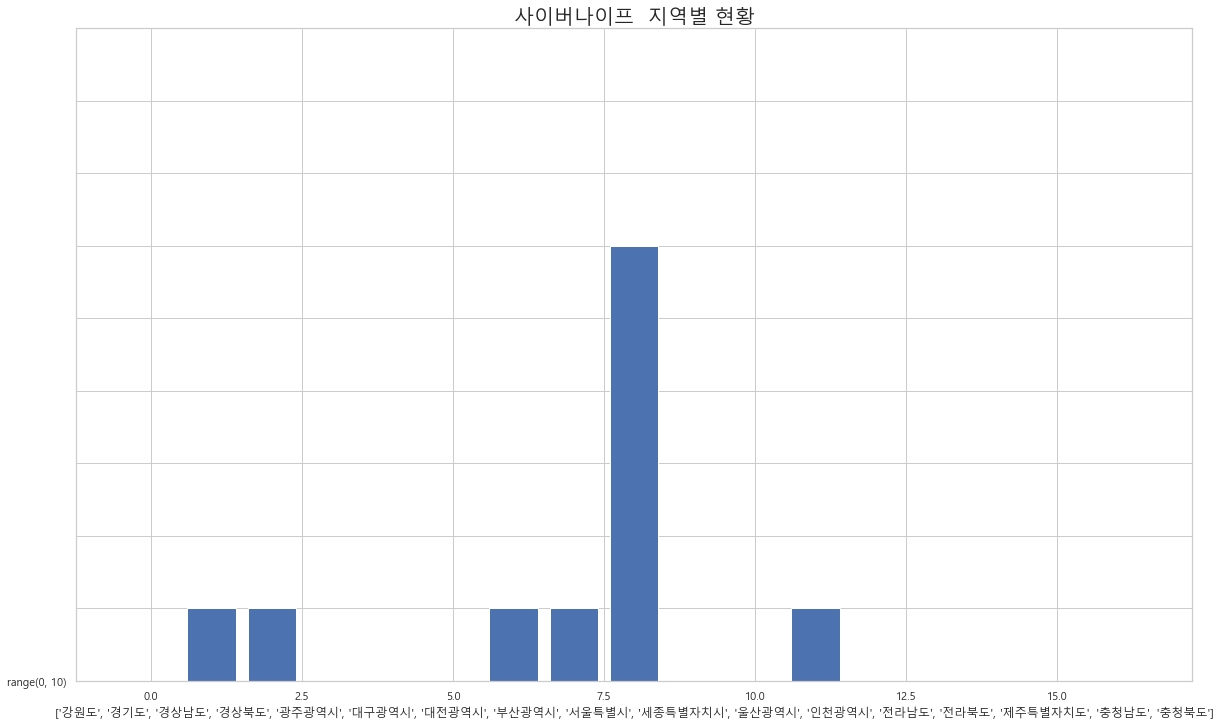 사이버나이프  지역별 현황
range(0, 10)
0.0 2.5 5.0 7.5 10.0 12.5 15.0
['강원도', '경기도', '경상남도', '경상북도', '광주광역시', '대구광역시', '대전광역시', '부산광역시', '서울특별시', '세종특별자치시', '울산광역시', '인천광역시', '전라남도', '전라북도', '제주특별자치도', '충청남도', '충청북도']